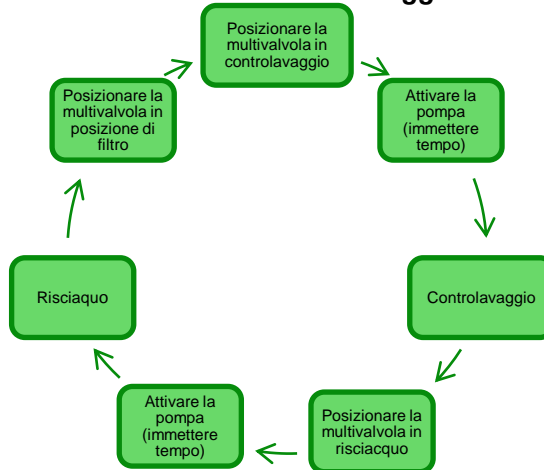 Posizionare la
multivalvola in
controlavaggio
Attivare la
pompa
(immettere
tempo)
Controlavaggio
Posizionare la
multivalvola in
risciacquo
Attivare la
pompa
(immettere
tempo)
Risciaquo
Posizionare la
multivalvola in
posizione di
filtro